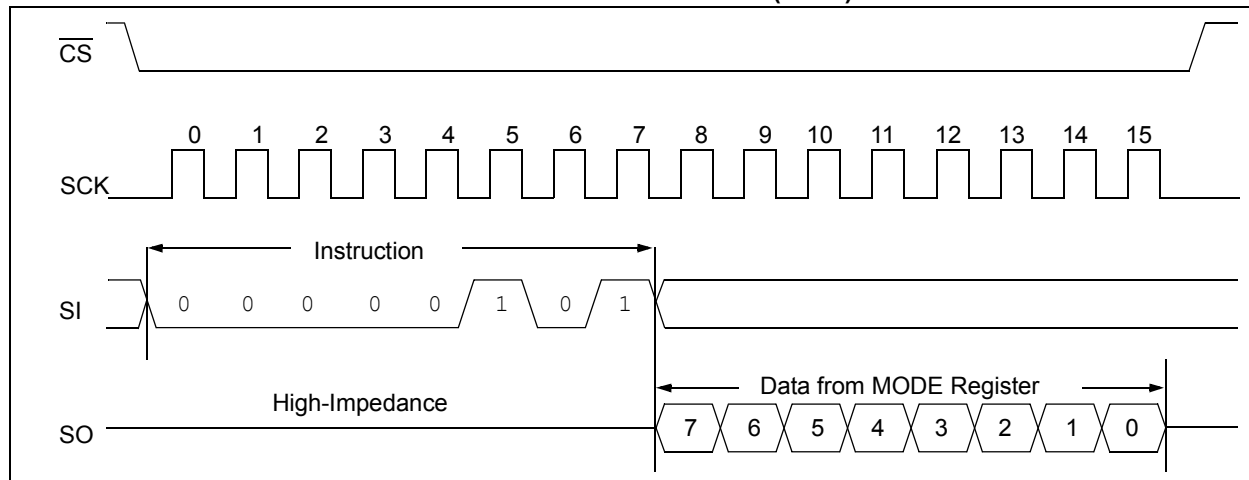 CS
0 1 2 3 4 5 6 7 8 9 10 11 12 13 14 15
SCK
Instruction
SI 0 0 0 0 0 1 0 1
Data from MODE Register
High-Impedance
SO 7 6 5 4 3 2 1 0